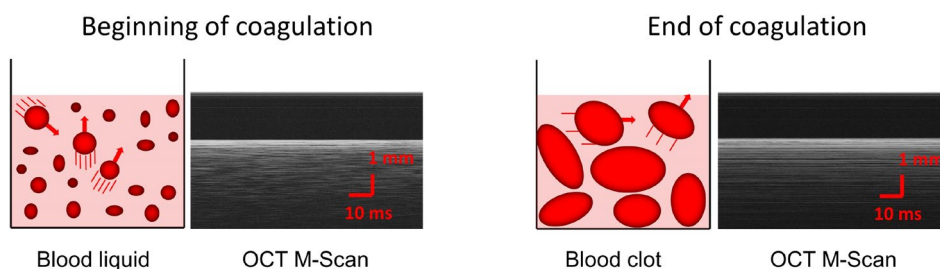 Beginning of coagulation
End of coagulation
1 mm
10 ms
1 mm
10 ms
Blood liquid
OCT M-Scan
Blood clot
OCT M-Scan